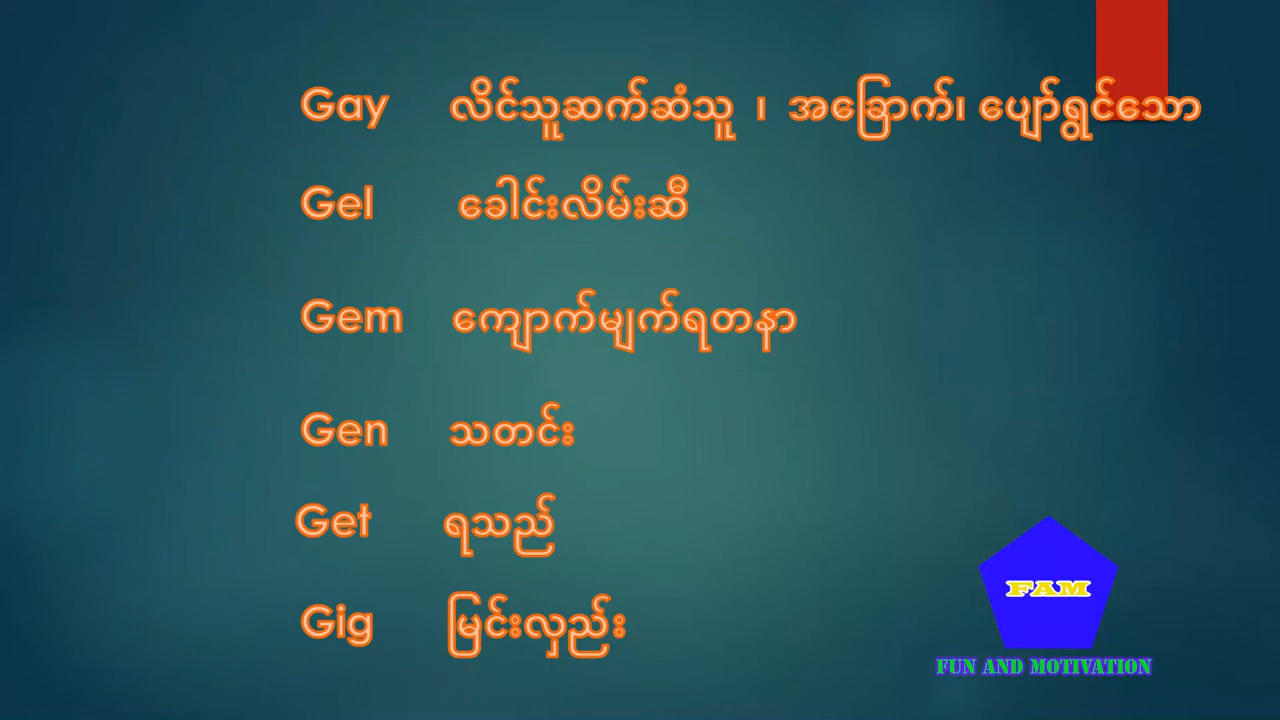 Gay လိင်သူဆက်ဆံသူ ၊ အခြောက်၊ ပျော်ရွှင်သော
Gel ခေါင်းလိမ်းဆီ
Gem ကျောက်မျက်ရတနာ
Gen သတင်း
Get ရသည်
Gig မြင်းလှည်း
FAM
FUN AND MOTIVATION